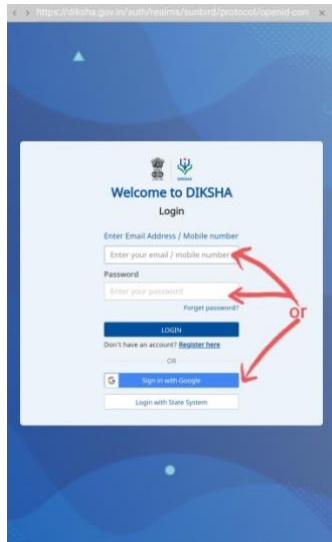 https://diksha.gov.in/auth/realms/sunbird/protocol/openid-con
Welcome to DIKSHA
Login
Enter Email Address / Mobile number
Enter your email / mobile number
Password
Enter your password
Forget password?
or
LOGIN
Don't have an account? Register here
OR
Sign in with Google
Login with State System